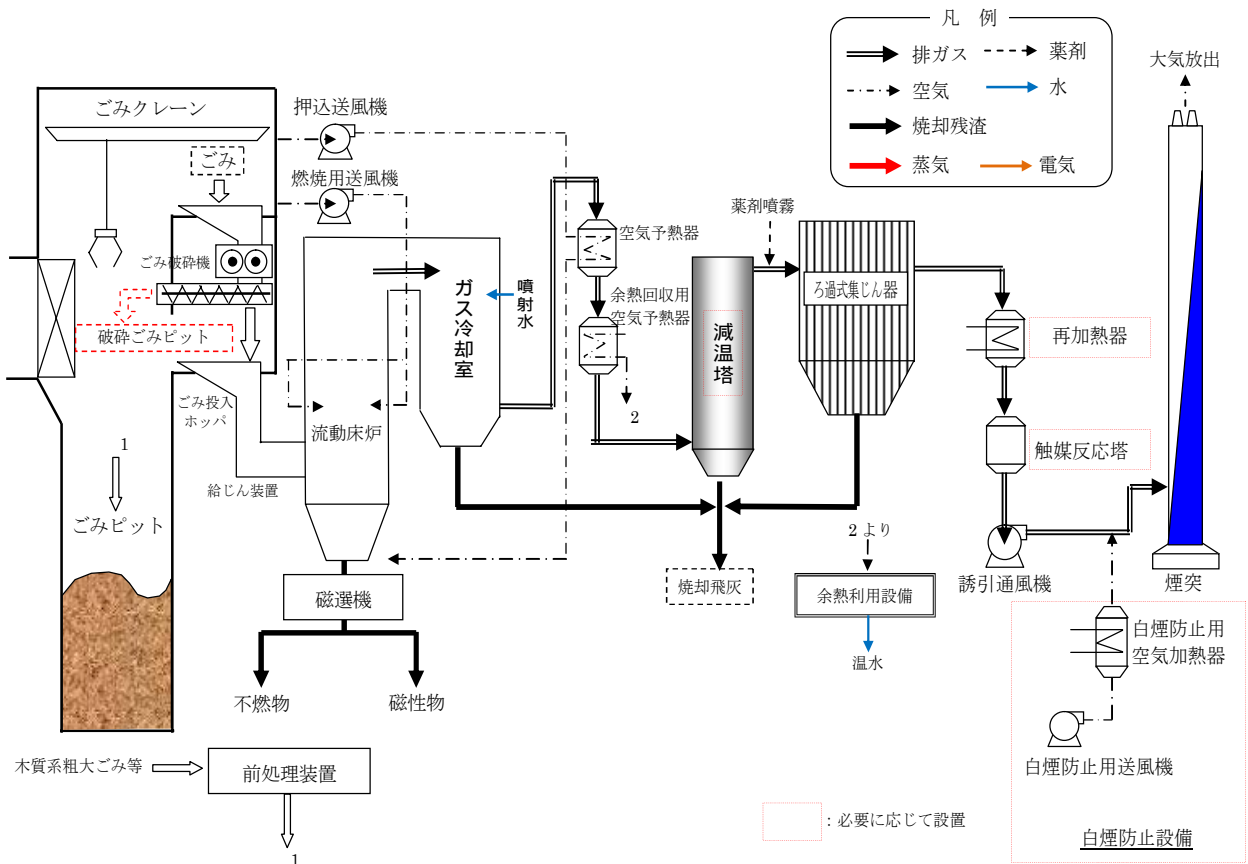 凡 例
排ガス
薬剤
空気
水
焼却残渣
蒸気
電気
大気放出
ごみクレーン
押込送風機
ごみ
燃焼用送風機
薬剤噴霧
空気予熱器
ごみ破砕機
ガス冷却室
噴射水
余熱回収用
空気予熱器
ろ過式集じん器
減温塔
破砕ごみピット
再加熱器
ごみ投入
ホッパ
2
流動床炉
1
触媒反応塔
給じん装置
ごみピット
2 より
誘引通風機
煙突
焼却飛灰
余熱利用設備
磁選機
白煙防止用
空気加熱器
温水
不燃物
磁性物
木質系粗大ごみ等
前処理装置
白煙防止用送風機
:必要に応じて設置
白煙防止設備
1